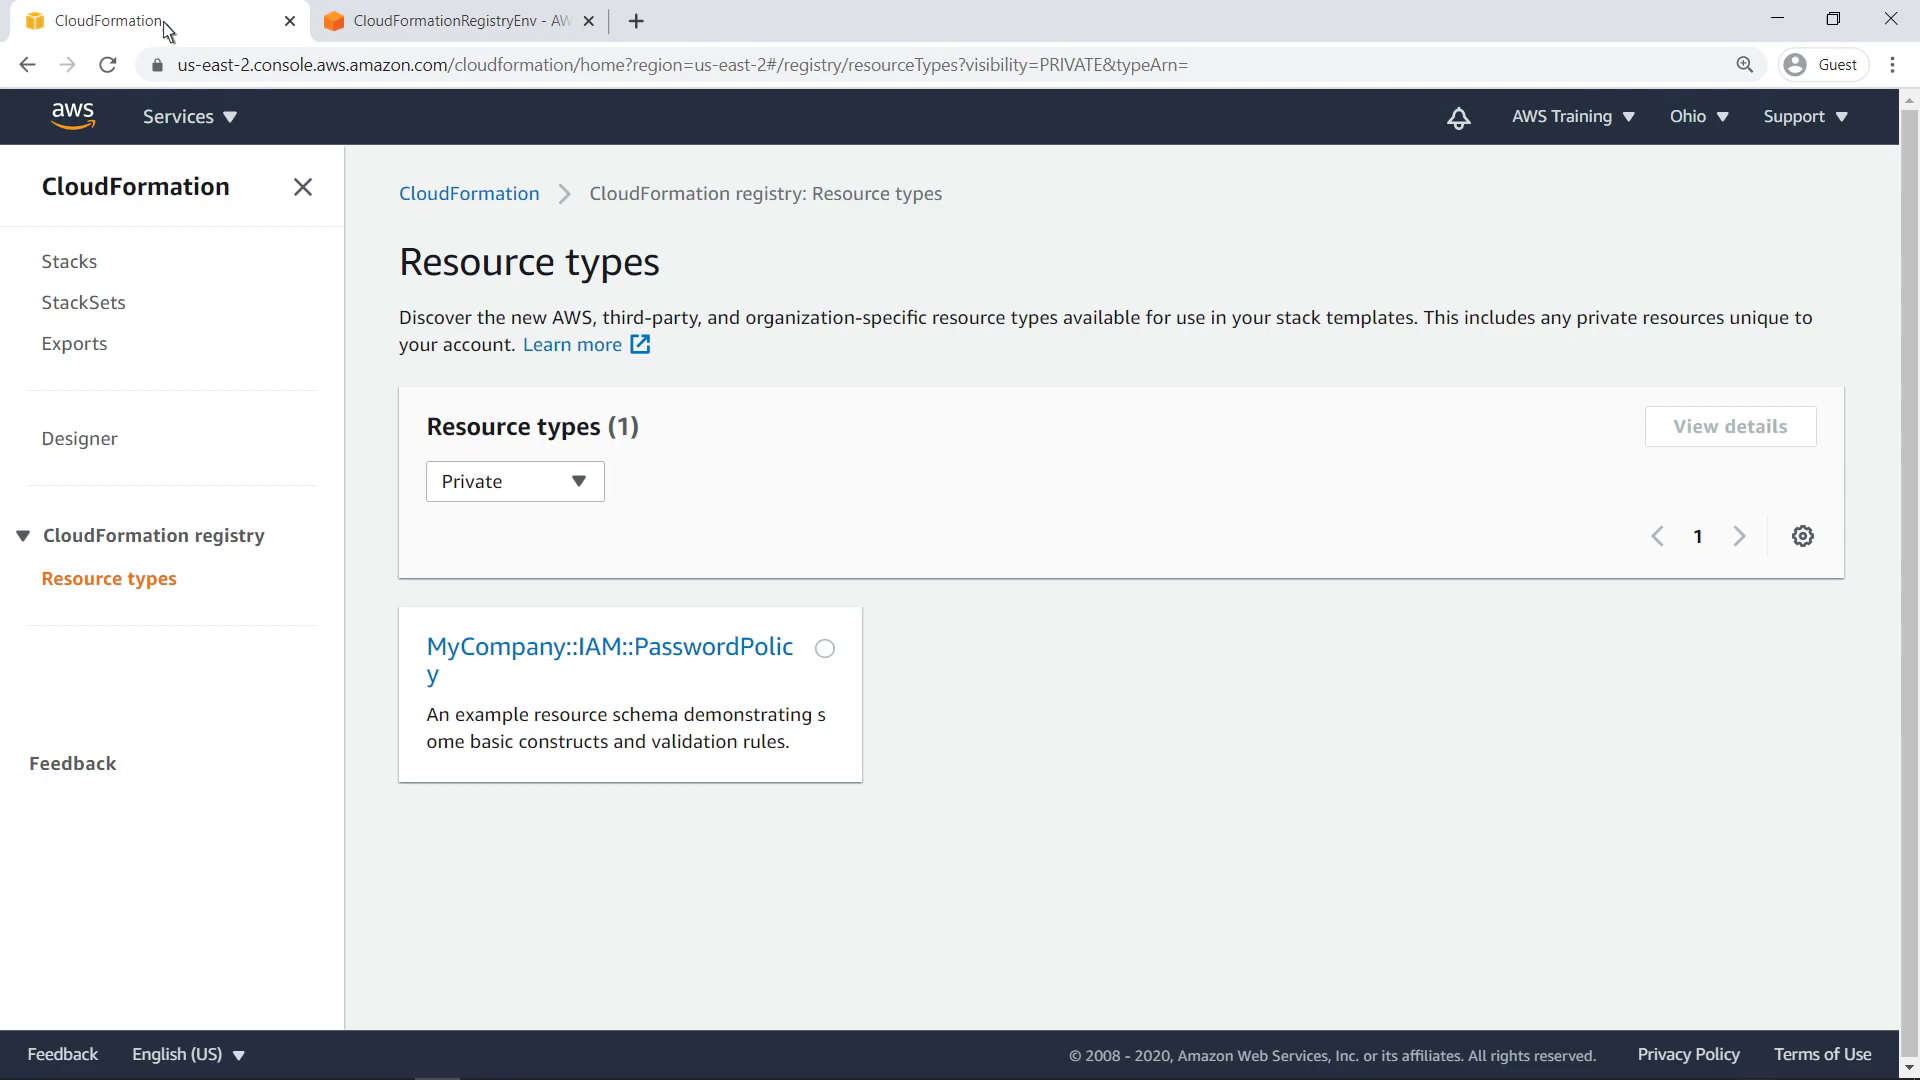 CloudFormation
CloudFormationRegistryEnv - AW
us-east-2.console.aws.amazon.com/cloudformation/home?region=us-east-2#/registry/resourceTypes?visibility=PRIVATE&typeArn=
Guest
aws
Services
AWS Training
Ohio
Support
CloudFormation
Stacks
StackSets
Exports
Designer
CloudFormation registry
Resource types
Feedback
CloudFormation
CloudFormation registry: Resource types
Resource types
Discover the new AWS, third-party, and organization-specific resource types available for use in your stack templates. This includes any private resources unique to
your account. Learn more
Resource types (1)
View details
Private
1
MyCompany::IAM::PasswordPolic
y
An example resource schema demonstrating s
ome basic constructs and validation rules.
Feedback
English (US)
© 2008 - 2020, Amazon Web Services, Inc. or its affiliates. All rights reserved.
Privacy Policy
Terms of Use